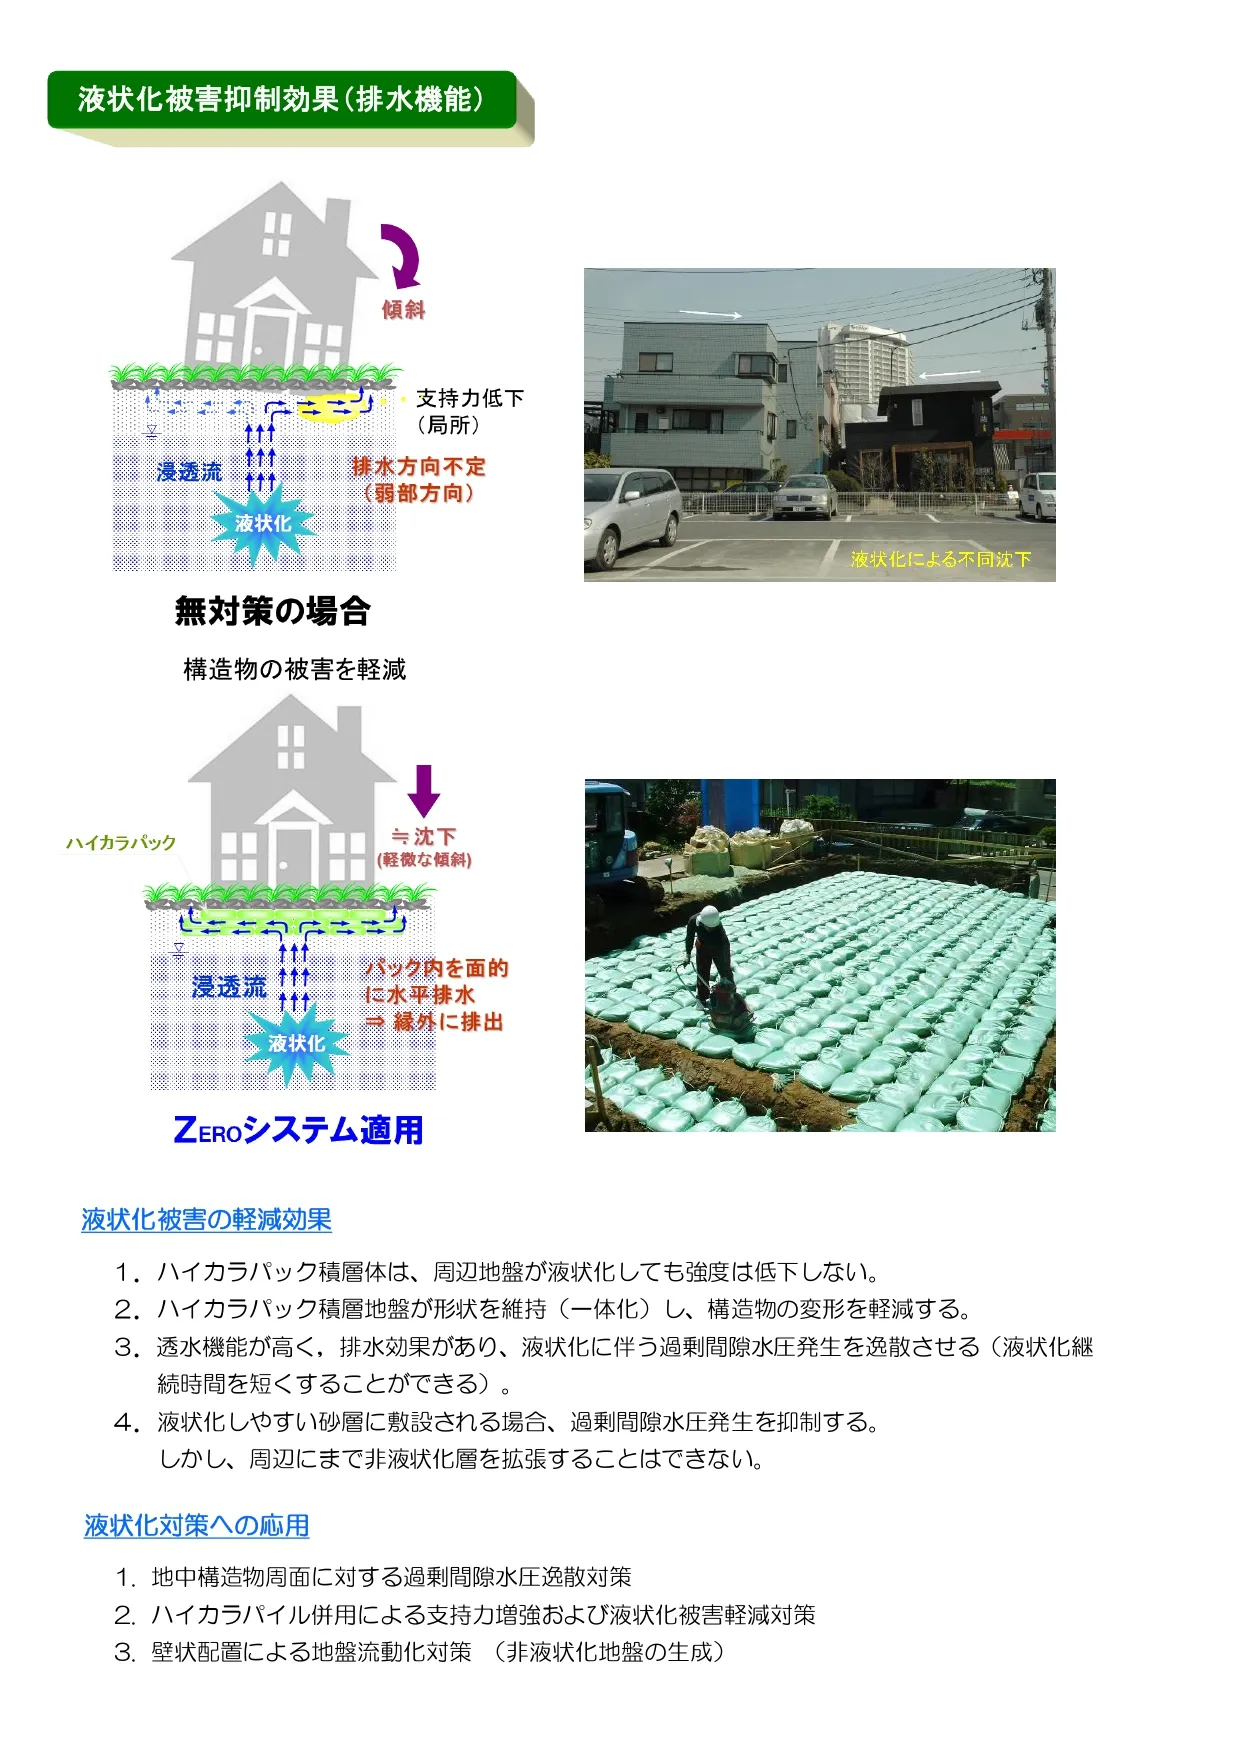 液状化被害抑制効果（排水機能）
傾斜
支持力低下
（局所）
浸透流
排水方向不定
（弱部方向）
液状化
無対策の場合
液状化による不同沈下
構造物の被害を軽減
ハイカラパック
≒沈下
(軽微な傾斜)
浸透流
パック内を面的
に水平排水
⇒ 縁外に排出
液状化
ZEROシステム適用
液状化被害の軽減効果
1．ハイカラパック積層体は、周辺地盤が液状化しても強度は低下しない。
2．ハイカラパック積層地盤が形状を維持（一体化）し、構造物の変形を軽減する。
3．透水機能が高く，排水効果があり、液状化に伴う過剰間隙水圧発生を逸散させる（液状化継
続時間を短くすることができる）。
4．液状化しやすい砂層に敷設される場合、過剰間隙水圧発生を抑制する。
しかし、周辺にまで非液状化層を拡張することはできない。
液状化対策への応用
1. 地中構造物周面に対する過剰間隙水圧逸散対策
2. ハイカラパイル併用による支持力増強および液状化被害軽減対策
3. 壁状配置による地盤流動化対策 （非液状化地盤の生成）